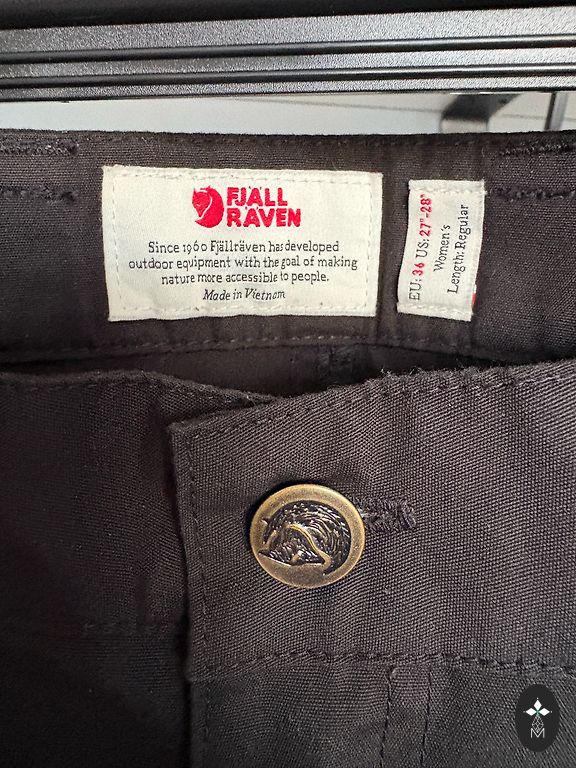 FJÄLL
RÄVEN
Since 1960 Fjällräven has developed
outdoor equipment with the goal of making
nature more accessible to people.
Made in Vietnam
EU: 36 US: 27"-28"
Women's
Length: Regular
M